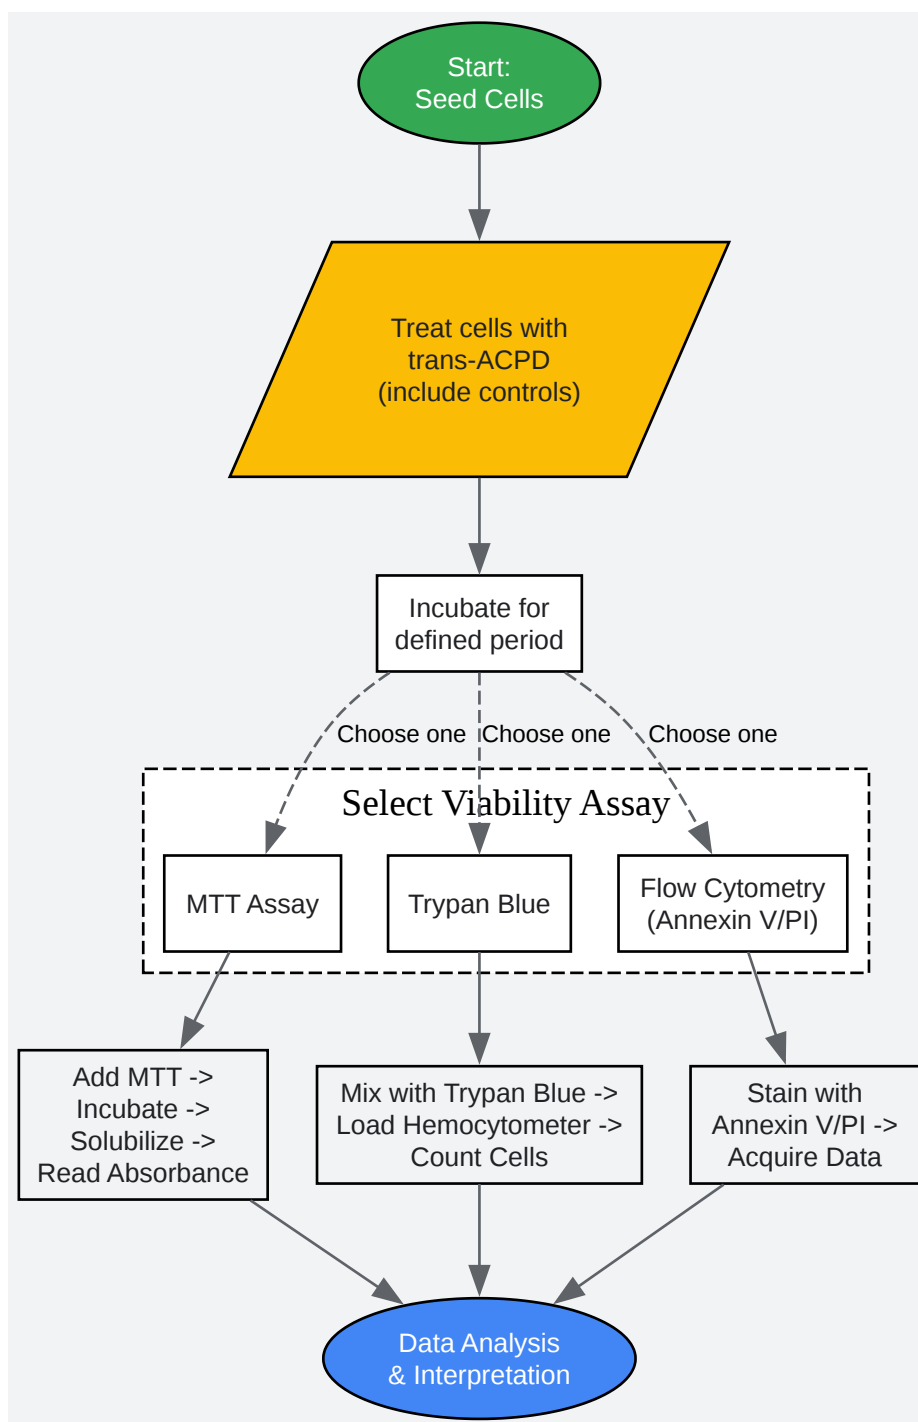 Start:
Seed Cells
Treat cells with
trans-ACPD
(include controls)
Incubate for
defined period
Choose one
Choose one
Choose one
Select Viability Assay
MTT Assay
Trypan Blue
Flow Cytometry
(Annexin V/PI)
Add MTT ->
Incubate ->
Solubilize ->
Read Absorbance
Mix with Trypan Blue ->
Load Hemocytometer ->
Count Cells
Stain with
Annexin V/PI ->
Acquire Data
Data Analysis
& Interpretation